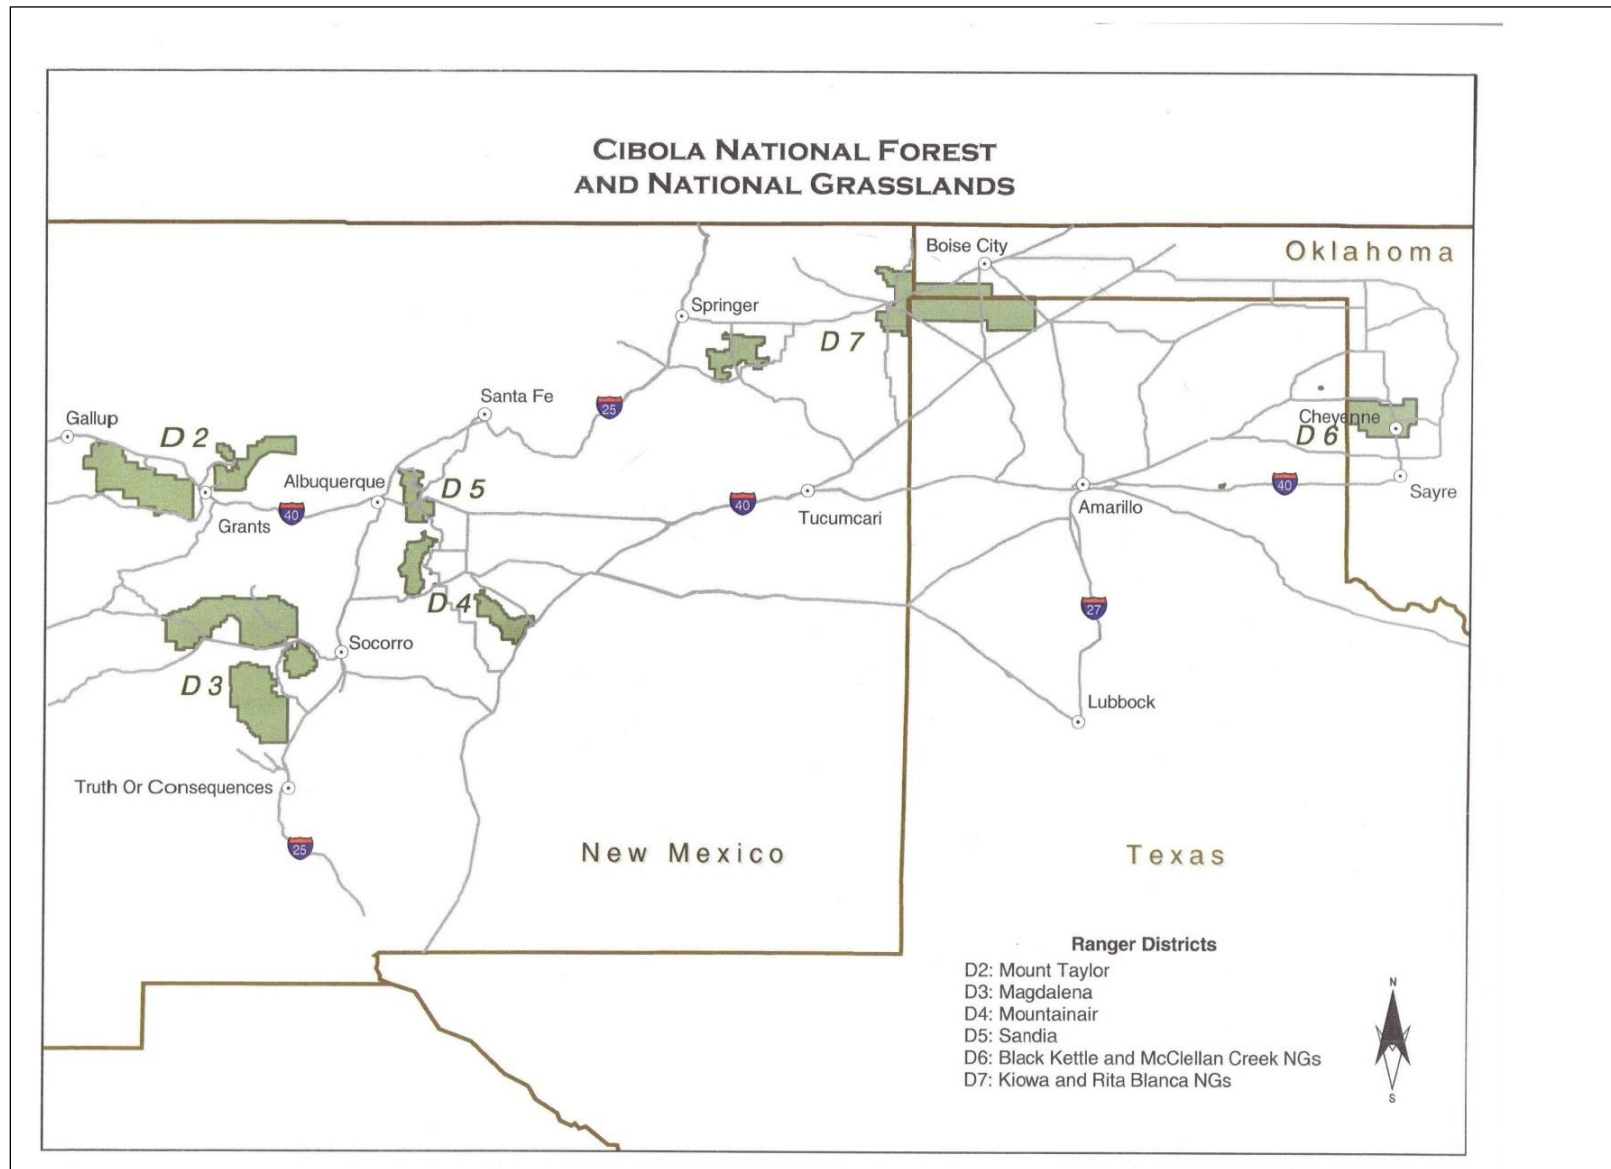 CIBOLA NATIONAL FOREST
AND NATIONAL GRASSLANDS
Boise City
Oklahoma
Springer
D 7
Santa Fe
25
Gallup
D 2
Cheyenne
D 6
Albuquerque
D 5
40
Grants
40
Tucumcari
Amarillo
40
Sayre
D 4
27
Socorro
D 3
Lubbock
Truth Or Consequences
25
New Mexico
Texas
Ranger Districts
D2: Mount Taylor
D3: Magdalena
D4: Mountainair
D5: Sandia
D6: Black Kettle and McClellan Creek NGs
D7: Kiowa and Rita Blanca NGs
N
S